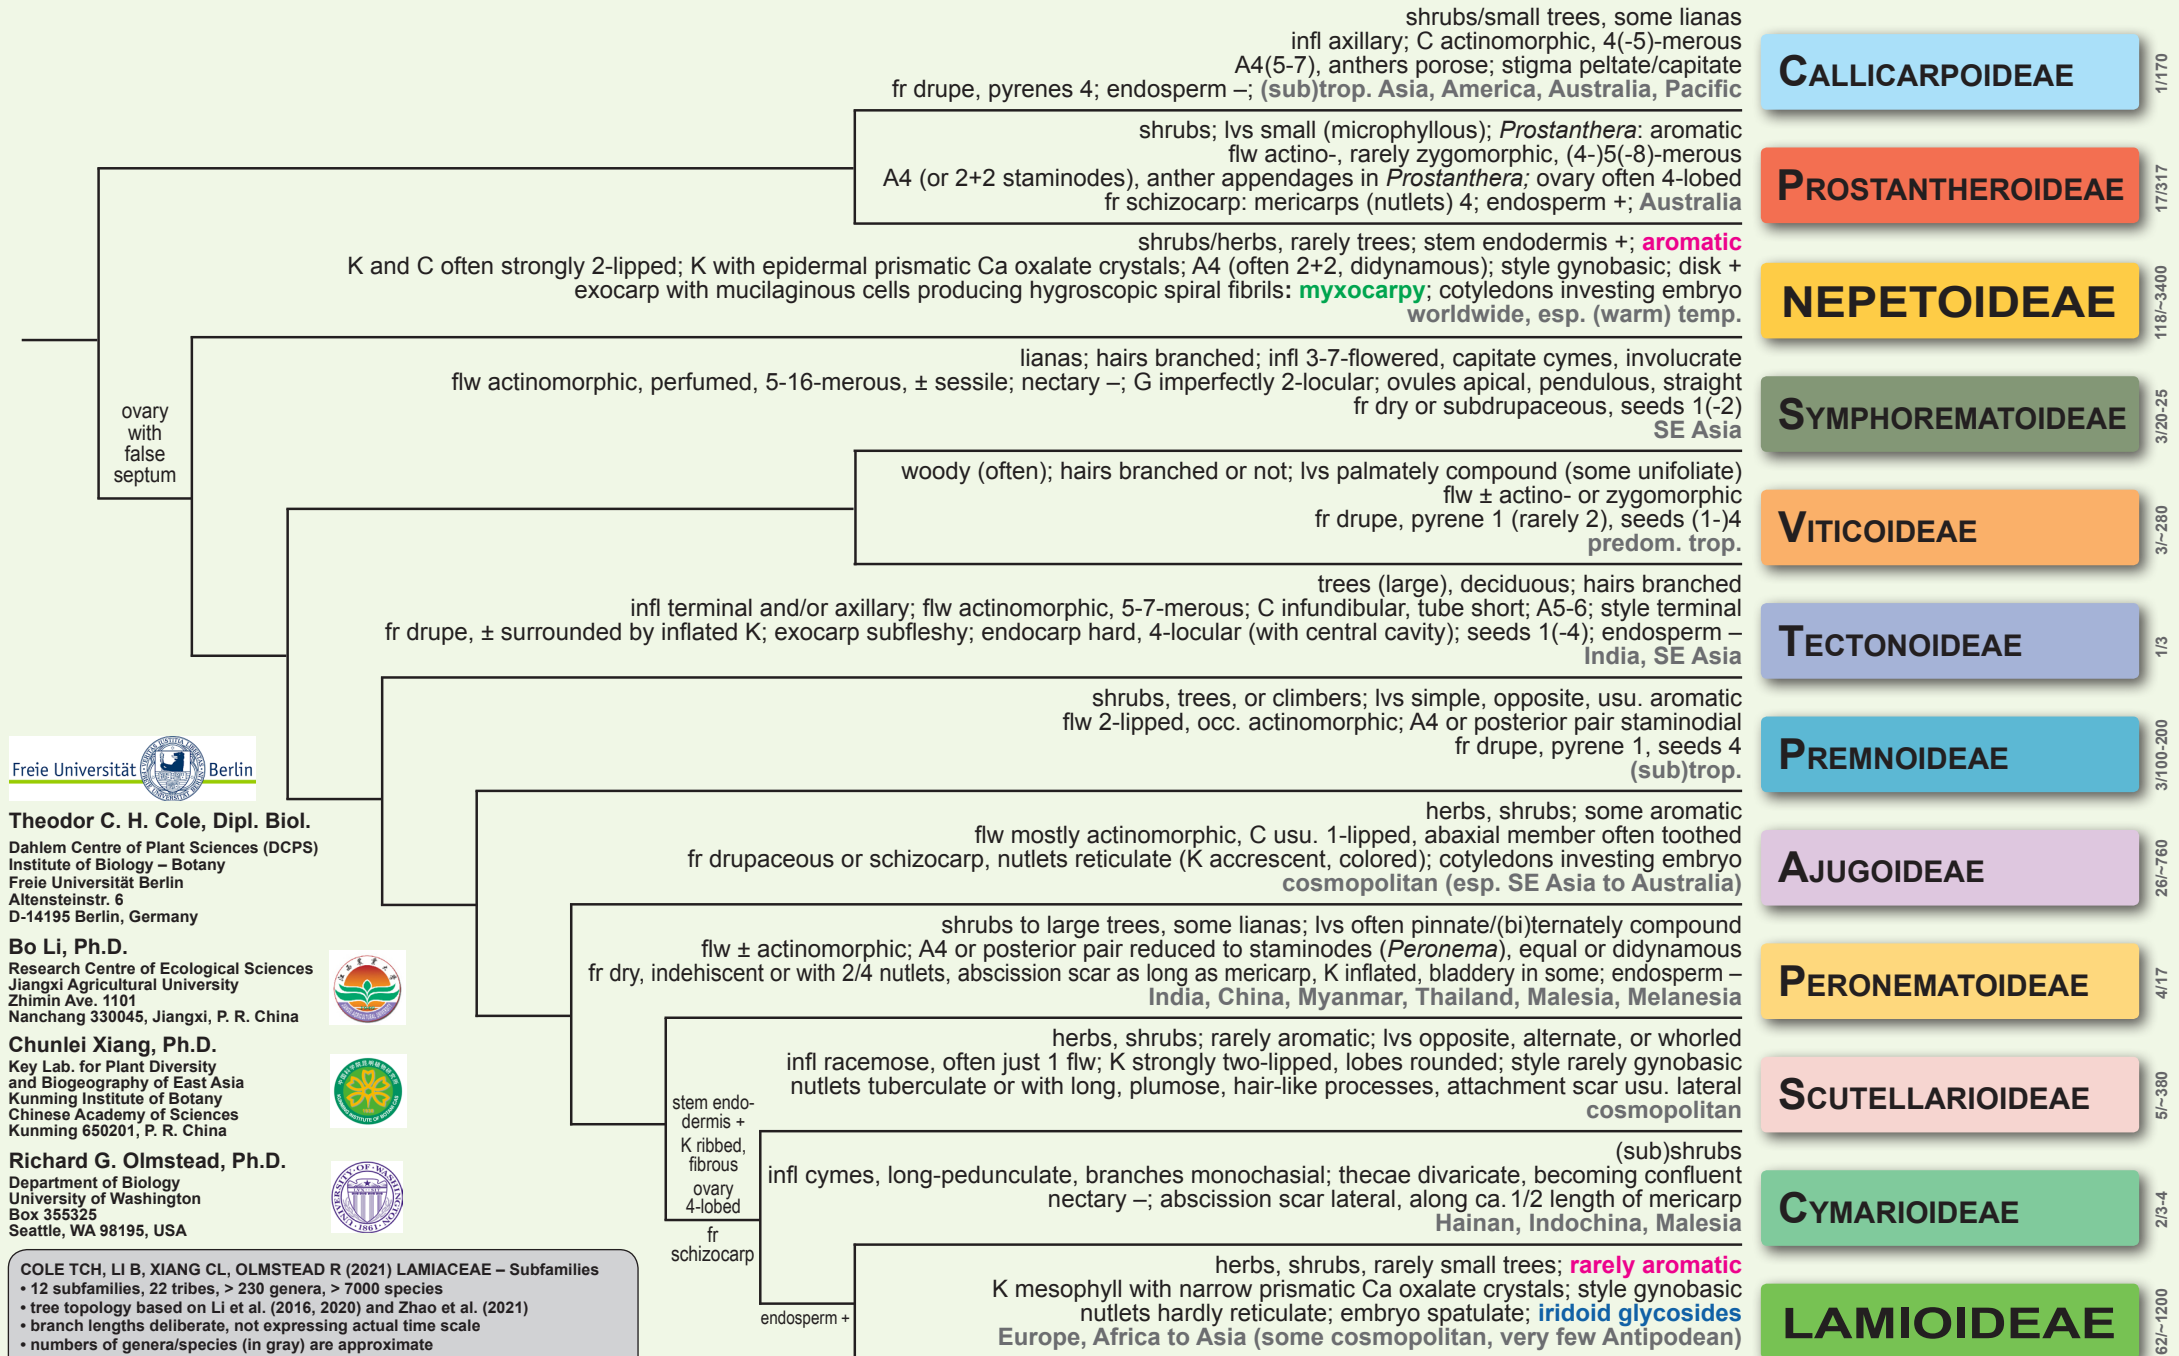 shrubs/small trees, some lianas
infl axillary; C actinomorphic, 4(-5)-merous
A4(5-7), anthers porose; stigma peltate/capitate
fr drupe, pyrenes 4; endosperm –; (sub)trop. Asia, America, Australia, Pacific
CALLICARPOIDEAE
1/170
shrubs; lvs small (microphyllous); Prostanthera: aromatic
flw actino-, rarely zygomorphic, (4-)5(-8)-merous
A4 (or 2+2 staminodes), anther appendages in Prostanthera; ovary often 4-lobed
fr schizocarp: mericarps (nutlets) 4; endosperm +; Australia
PROSTANTHEROIDEAE
17/317
shrubs/herbs, rarely trees; stem endodermis +; aromatic
K and C often strongly 2-lipped; K with epidermal prismatic Ca oxalate crystals; A4 (often 2+2, didynamous); style gynobasic; disk +
exocarp with mucilaginous cells producing hygroscopic spiral fibrils: myxocarpy; cotyledons investing embryo
worldwide, esp. (warm) temp.
NEPETOIDEAE
118/~3400
ovary
with
false
septum
lianas; hairs branched; infl 3-7-flowered, capitate cymes, involucrate
flw actinomorphic, perfumed, 5-16-merous, ± sessile; nectary –; G imperfectly 2-locular; ovules apical, pendulous, straight
fr dry or subdrupaceous, seeds 1(-2)
SE Asia
SYMPHOREMATOIDEAE
3/20-25
woody (often); hairs branched or not; lvs palmately compound (some unifoliate)
flw ± actino- or zygomorphic
fr drupe, pyrene 1 (rarely 2), seeds (1-)4
predom. trop.
VITICOIDEAE
3/~280
trees (large), deciduous; hairs branched
infl terminal and/or axillary; flw actinomorphic, 5-7-merous; C infundibular, tube short; A5-6; style terminal
fr drupe, ± surrounded by inflated K; exocarp subfleshy; endocarp hard, 4-locular (with central cavity); seeds 1(-4); endosperm –
India, SE Asia
TECTONOIDEAE
1/3
shrubs, trees, or climbers; lvs simple, opposite, usu. aromatic
flw 2-lipped, occ. actinomorphic; A4 or posterior pair staminodial
fr drupe, pyrene 1, seeds 4
(sub)trop.
PREMNOIDEAE
3/100-200
herbs, shrubs; some aromatic
flw mostly actinomorphic, C usu. 1-lipped, abaxial member often toothed
fr drupaceous or schizocarp, nutlets reticulate (K accrescent, colored); cotyledons investing embryo
cosmopolitan (esp. SE Asia to Australia)
AJUGOIDEAE
26/~760
shrubs to large trees, some lianas; lvs often pinnate/(bi)ternately compound
flw ± actinomorphic; A4 or posterior pair reduced to staminodes (Peronema), equal or didynamous
fr dry, indehiscent or with 2/4 nutlets, abscission scar as long as mericarp, K inflated, bladdery in some; endosperm –
India, China, Myanmar, Thailand, Malesia, Melanesia
PERONEMATOIDEAE
4/17
herbs, shrubs; rarely aromatic; lvs opposite, alternate, or whorled
infl racemose, often just 1 flw; K strongly two-lipped, lobes rounded; style rarely gynobasic
nutlets tuberculate or with long, plumose, hair-like processes, attachment scar usu. lateral
cosmopolitan
SCUTELLARIOIDEAE
5/~380
stem endo-
dermis +
K ribbed,
fibrous
ovary
4-lobed
fr
schizocarp
(sub)shrubs
infl cymes, long-pedunculate, branches monochasial; thecae divaricate, becoming confluent
nectary –; abscission scar lateral, along ca. 1/2 length of mericarp
Hainan, Indochina, Malesia
CYMARIOIDEAE
2/3-4
endosperm +
herbs, shrubs, rarely small trees; rarely aromatic
K mesophyll with narrow prismatic Ca oxalate crystals; style gynobasic
nutlets hardly reticulate; embryo spatulate; iridoid glycosides
Europe, Africa to Asia (some cosmopolitan, very few Antipodean)
LAMIOIDEAE
62/~1200
Freie Universität Berlin
Theodor C. H. Cole, Dipl. Biol.
Dahlem Centre of Plant Sciences (DCPS)
Institute of Biology – Botany
Freie Universität Berlin
Altensteinstr. 6
D-14195 Berlin, Germany
Bo Li, Ph.D.
Research Centre of Ecological Sciences
Jiangxi Agricultural University
Zhimin Ave. 1101
Nanchang 330045, Jiangxi, P. R. China
Chunlei Xiang, Ph.D.
Key Lab. for Plant Diversity
and Biogeography of East Asia
Kunming Institute of Botany
Chinese Academy of Sciences
Kunming 650201, P. R. China
Richard G. Olmstead, Ph.D.
Department of Biology
University of Washington
Box 355325
Seattle, WA 98195, USA
UNIVERSITY·OF·WASHINGTON
·1861·
COLE TCH, LI B, XIANG CL, OLMSTEAD R (2021) LAMIACEAE – Subfamilies
• 12 subfamilies, 22 tribes, > 230 genera, > 7000 species
• tree topology based on Li et al. (2016, 2020) and Zhao et al. (2021)
• branch lengths deliberate, not expressing actual time scale
• numbers of genera/species (in gray) are approximate